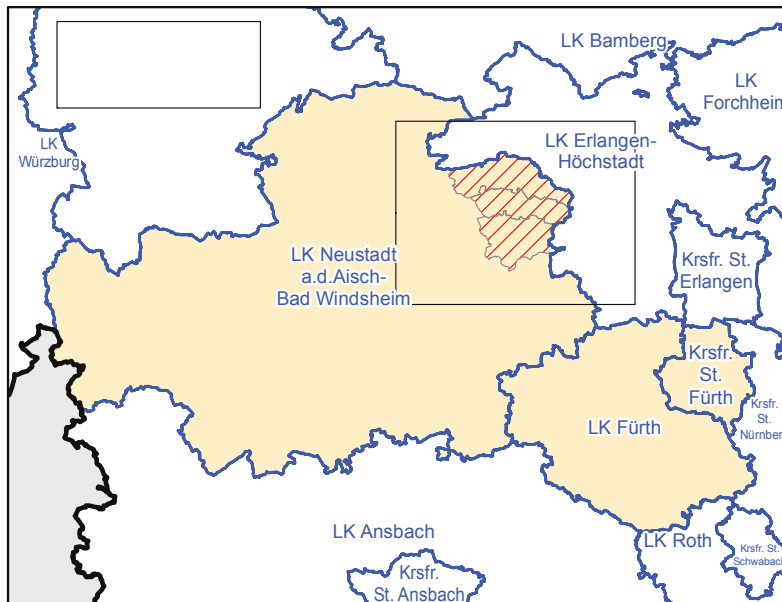 LK Bamberg
LK
Forchheim
LK
Würzburg
LK Erlangen-
Höchstadt
LK Neustadt
a.d.Aisch-
Bad Windsheim
Krsfr. St.
Erlangen
Krsfr.
St.
Fürth
Krsfr.
St.
Nürnberg
LK Fürth
LK Ansbach
LK Roth
Krsfr. St.
Schwabach
Krsfr.
St. Ansbach